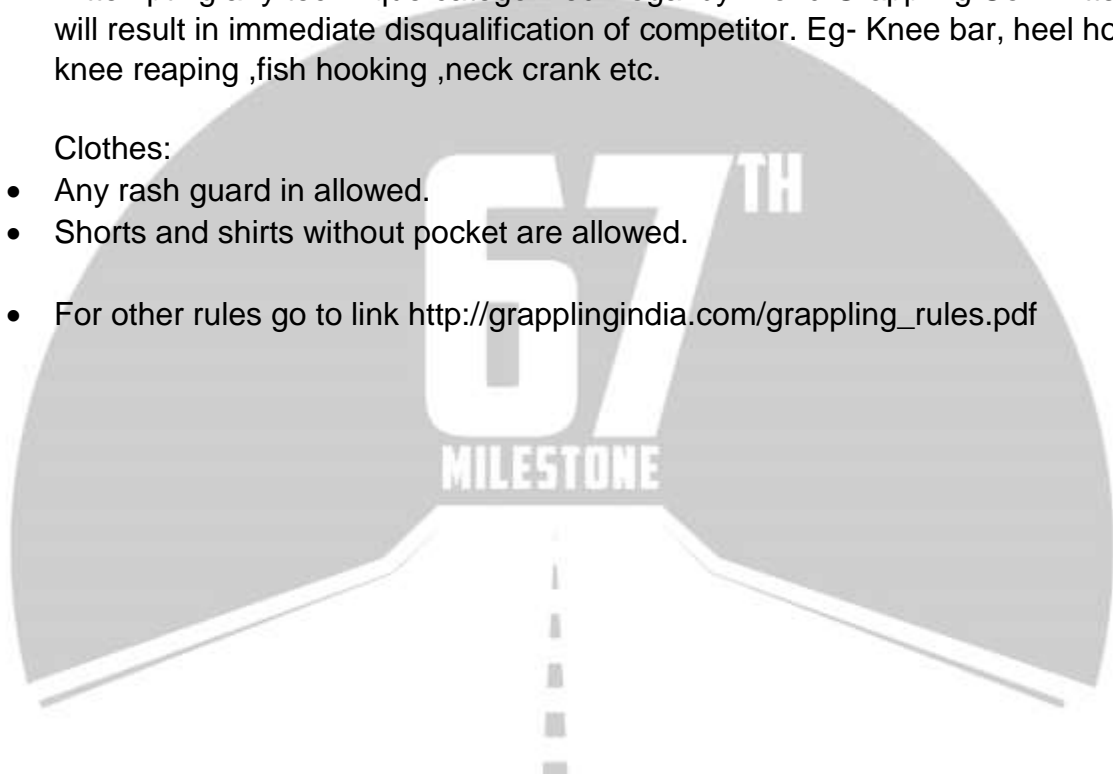 will result in immediate disqualification of competitor. Eg- Knee bar, heel
knee reaping ,fish hooking ,neck crank etc.
Clothes:
• Any rash guard in allowed.
• Shorts and shirts without pocket are allowed.
• For other rules go to link http://grapplingindia.com/grappling_rules.pdf
67TH
MILESTONE